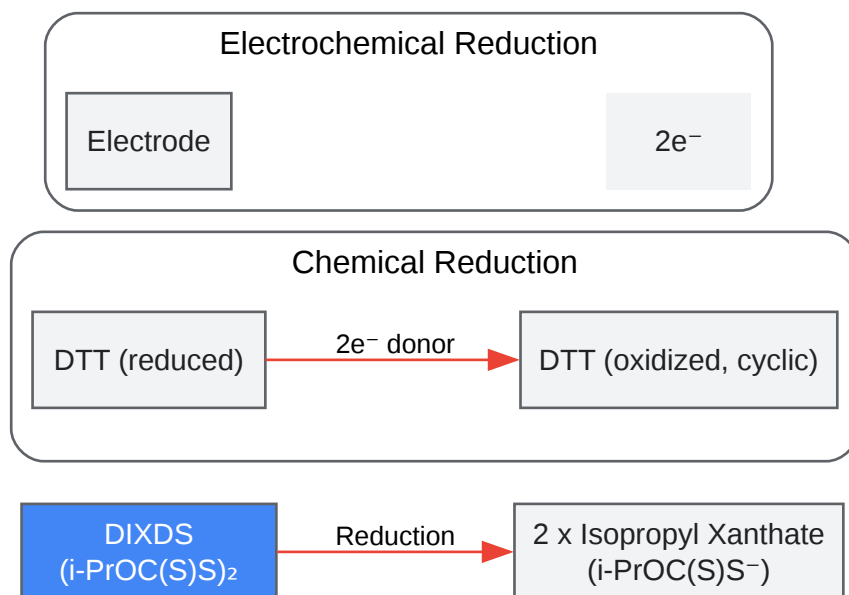 Electrochemical Reduction
Electrode
2e⁻
Chemical Reduction
DTT (reduced)
2e⁻ donor
DTT (oxidized, cyclic)
DIXDS
(i-PrOC(S)S)₂
Reduction
2 x Isopropyl Xanthate
(i-PrOC(S)S⁻)